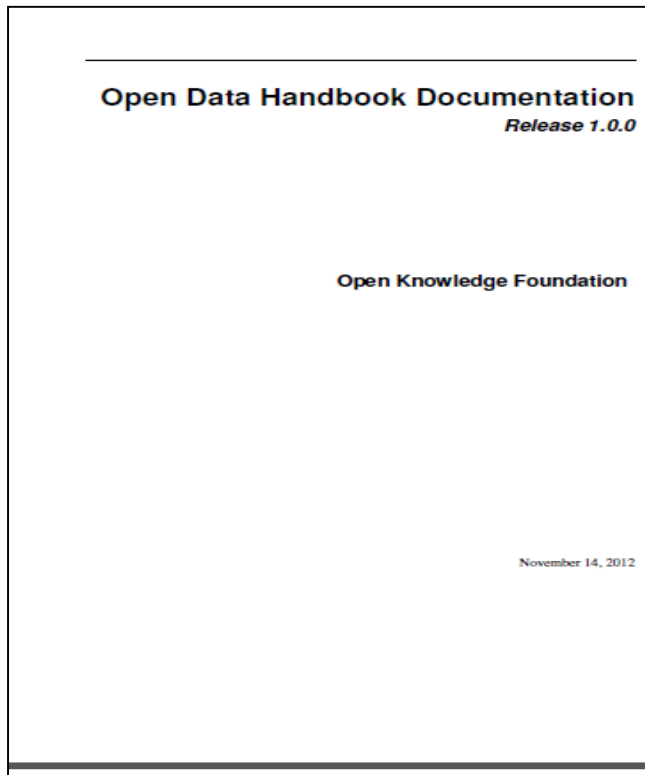 Open Data Handbook Documentation
Release 1.0.0
Open Knowledge Foundation
November 14, 2012